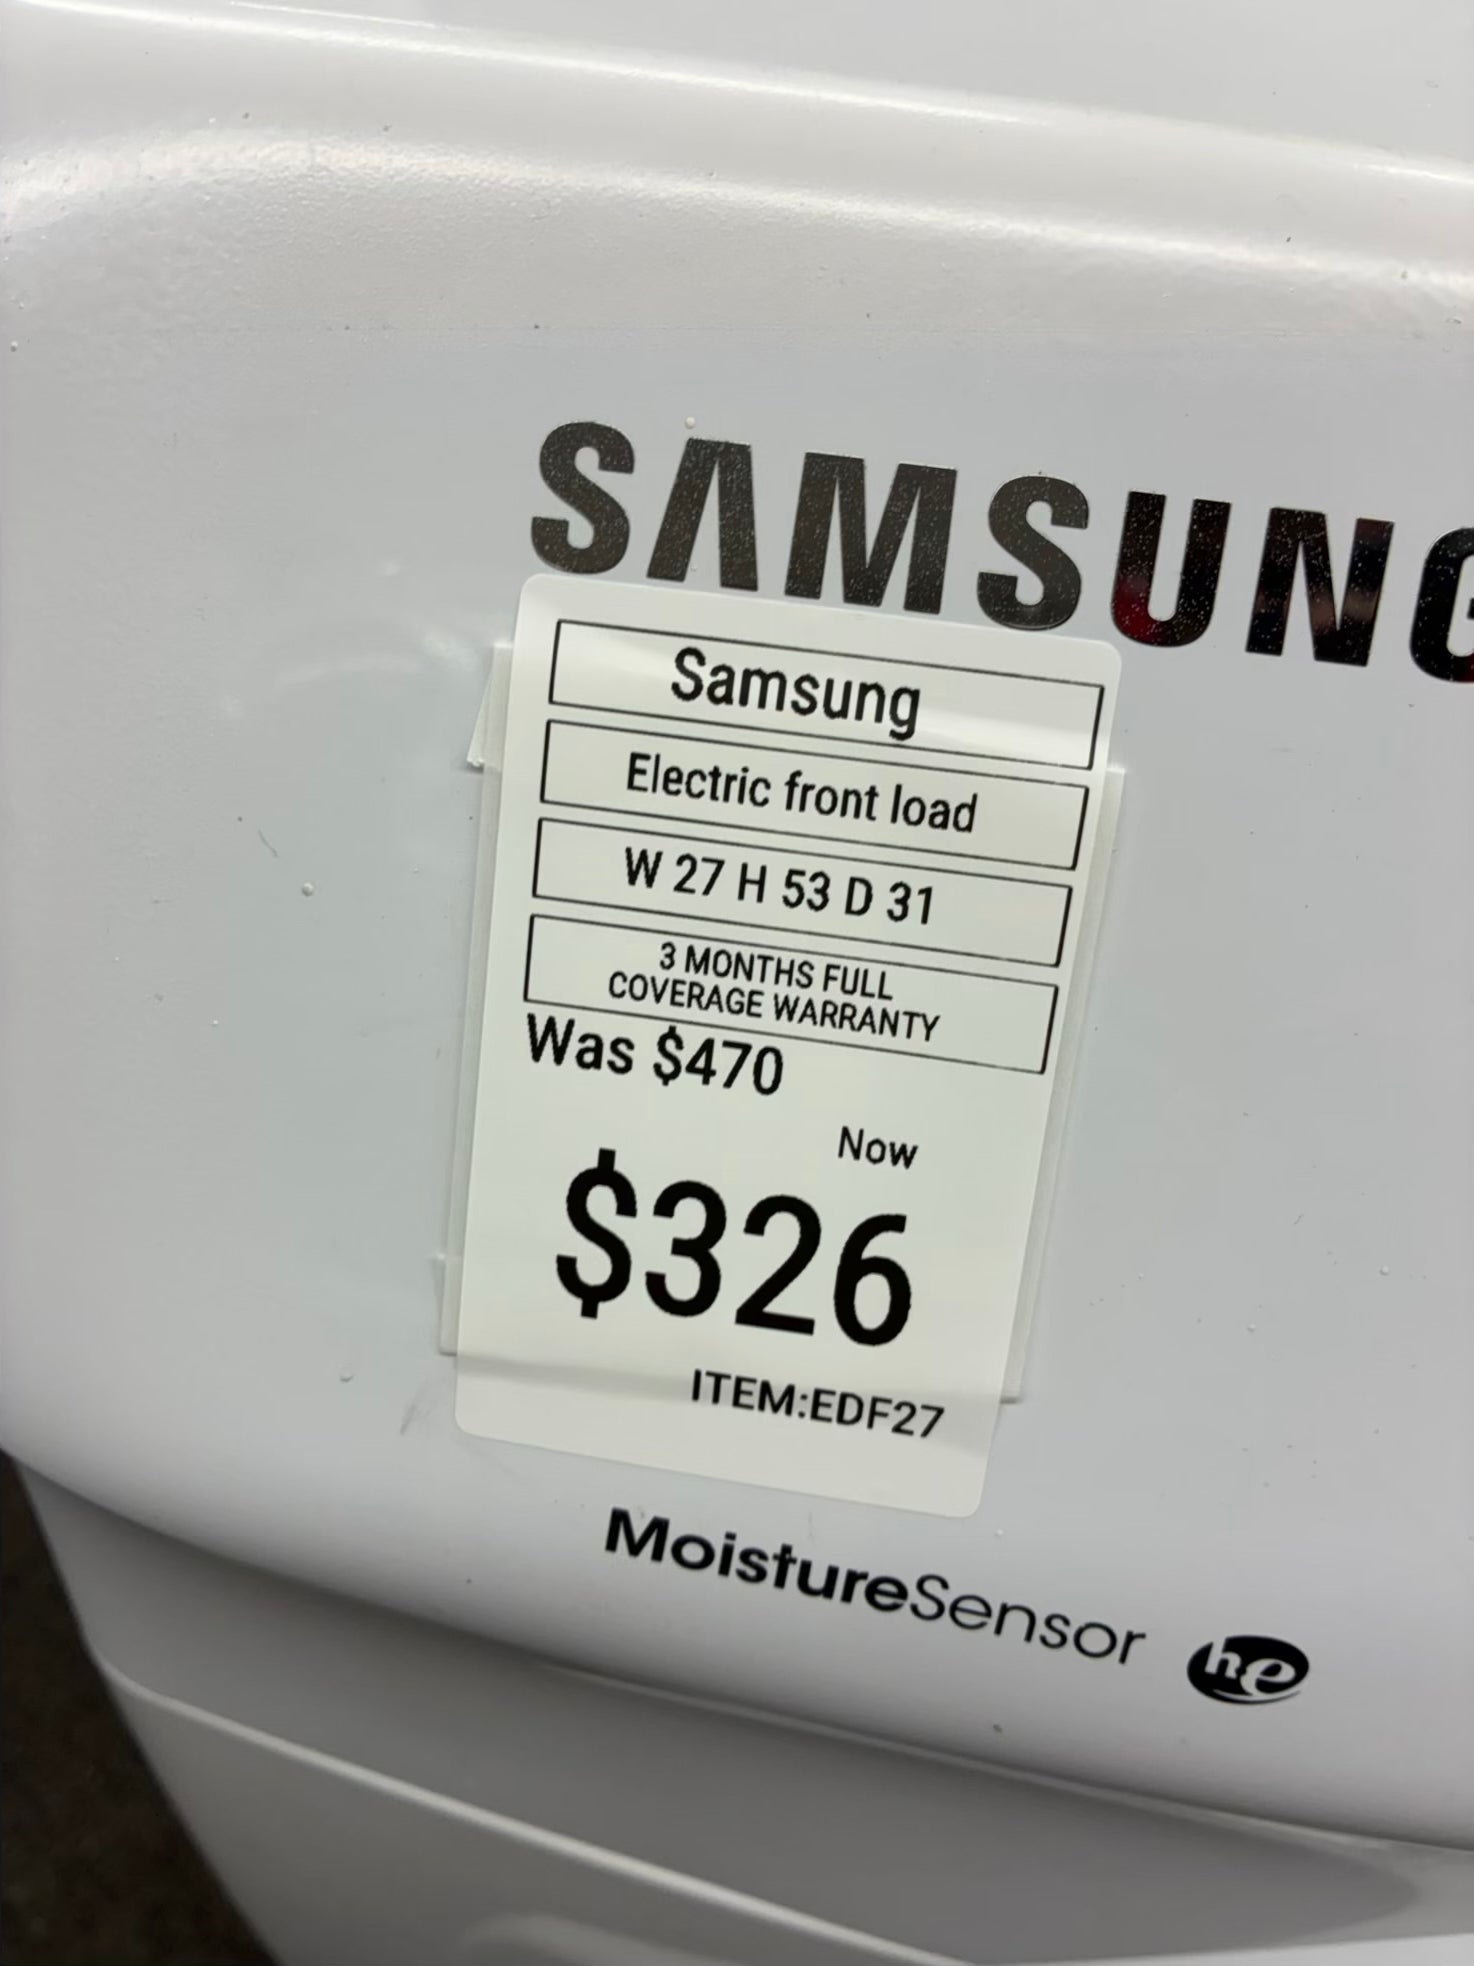 SAMSUNG
Samsung
Electric front load
W 27 H 53 D 31
3 MONTHS FULL
COVERAGE WARRANTY
Was $470
Now
$326
ITEM:EDF27
MoistureSensor he